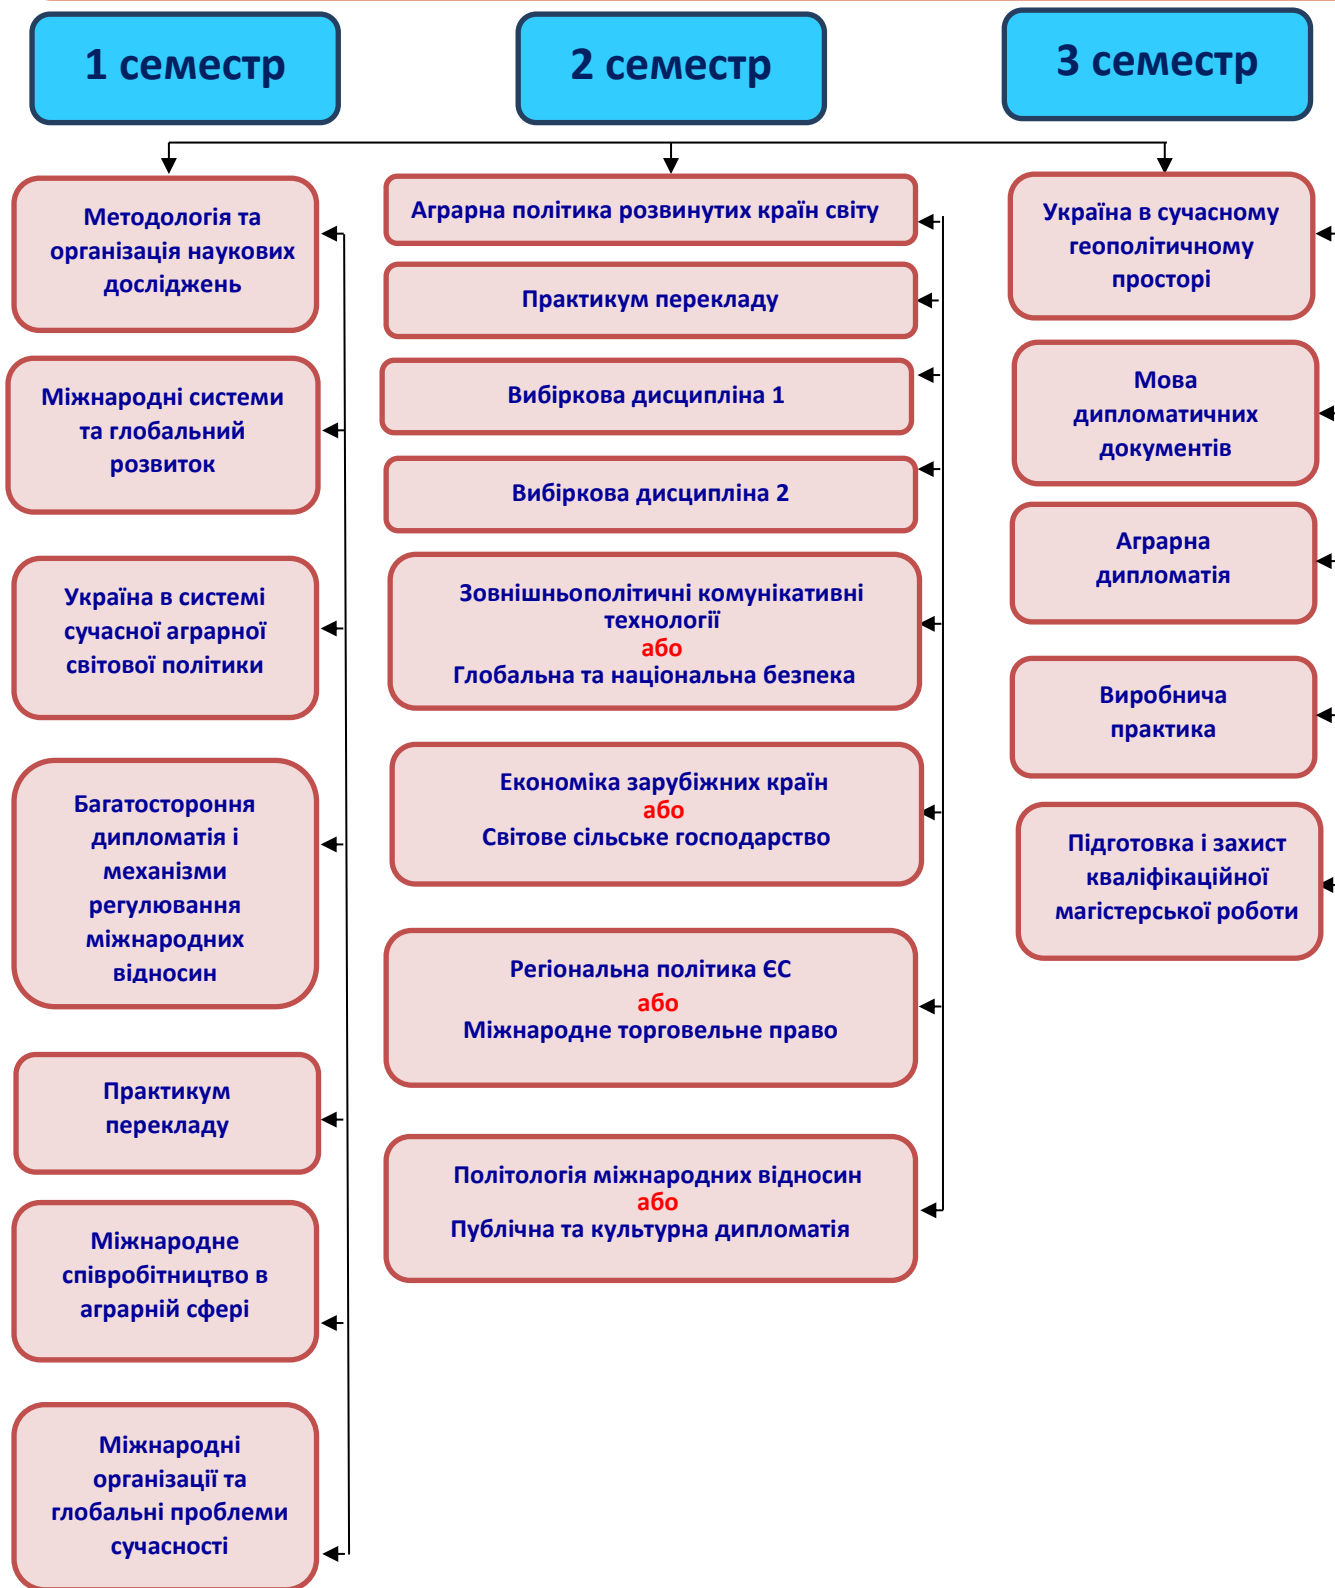 1 семестр
2 семестр
3 семестр
Методологія та
організація наукових
досліджень
Міжнародні системи
та глобальний
розвиток
Україна в системі
сучасної аграрної
світової політики
Багатостороння
дипломатія і
механізми
регулювання
міжнародних
відносин
Практикум
перекладу
Міжнародне
співробітництво в
аграрній сфері
Міжнародні
організації та
глобальні проблеми
сучасності
Аграрна політика розвинутих країн світу
Практикум перекладу
Вибіркова дисципліна 1
Вибіркова дисципліна 2
Зовнішньополітичні комунікативні
технології
або
Глобальна та національна безпека
Економіка зарубіжних країн
або
Світове сільське господарство
Регіональна політика ЄС
або
Міжнародне торговельне право
Політологія міжнародних відносин
або
Публічна та культурна дипломатія
Україна в сучасному
геополітичному
просторі
Мова
дипломатичних
документів
Аграрна
дипломатія
Виробнича
практика
Підготовка і захист
кваліфікаційної
магістерської роботи